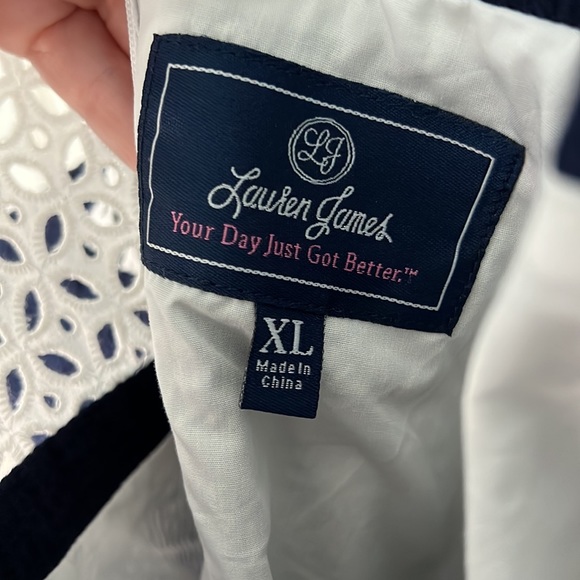 LJ
Lauren James
Your Day Just Got Better.™
XL
Made In
China